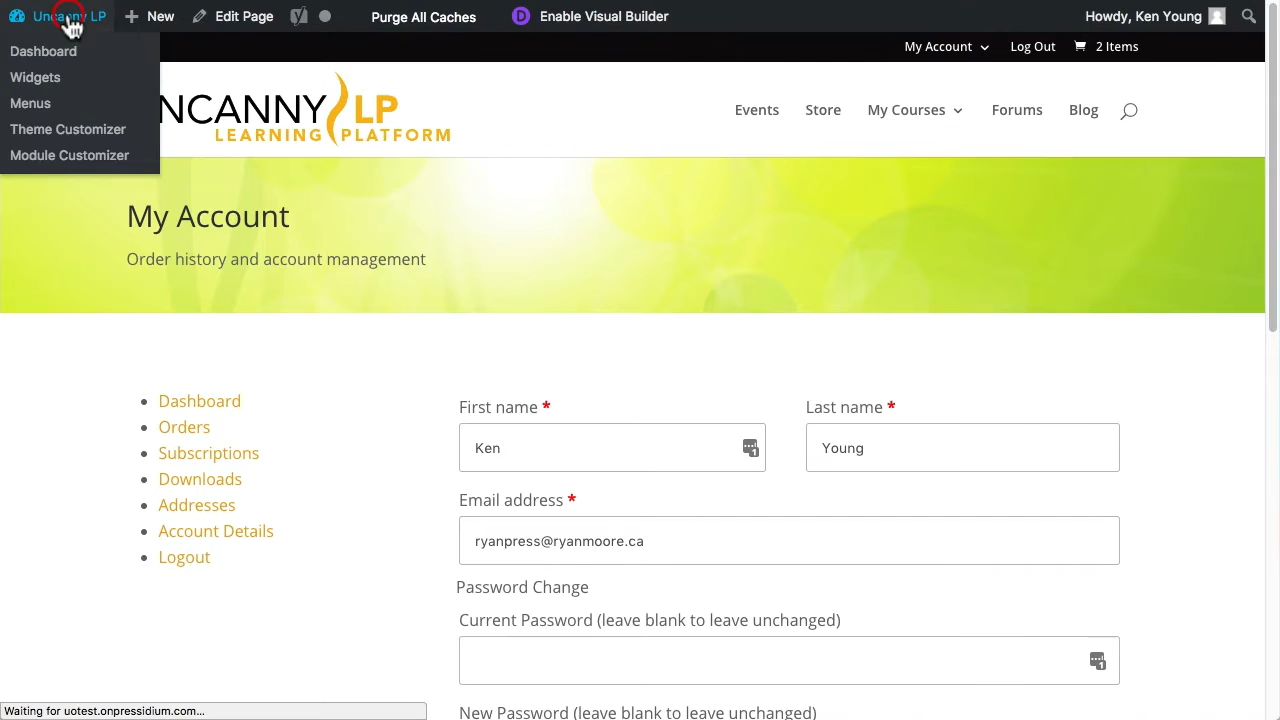 Uncanny LP New Edit Page Purge All Caches D Enable Visual Builder Howdy, Ken Young
Dashboard
Widgets
Menus
Theme Customizer
Module Customizer
My Account Log Out 2 Items
NCANNY LP
LEARNING PLATFORM
Events Store My Courses Forums Blog
My Account
Order history and account management
Dashboard
Orders
Subscriptions
Downloads
Addresses
Account Details
Logout
First name * Last name *
Ken 1 Young
Email address *
ryanpress@ryanmoore.ca
Password Change
Current Password (leave blank to leave unchanged)
1
New Password (leave blank to leave unchanged)
Waiting for uotest.onpressidium.com...